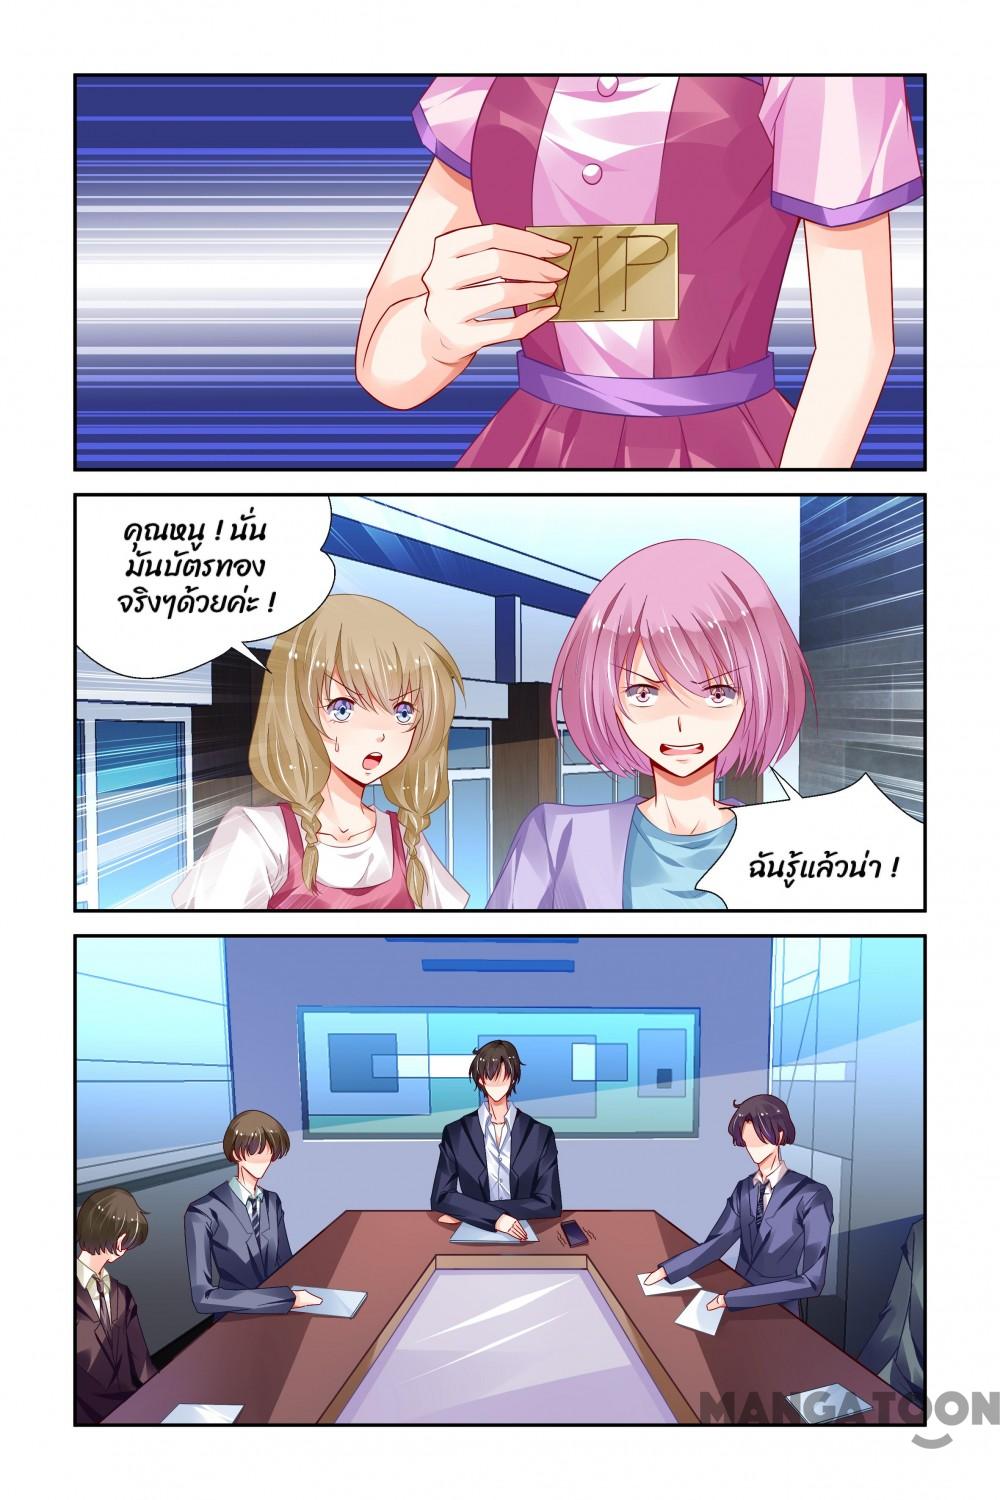 VIP
คุณหนู ! นั่น
มันบัตรทอง
จริงๆด้วยค่ะ !
ฉันรู้แล้วน่า !
MANGATOON